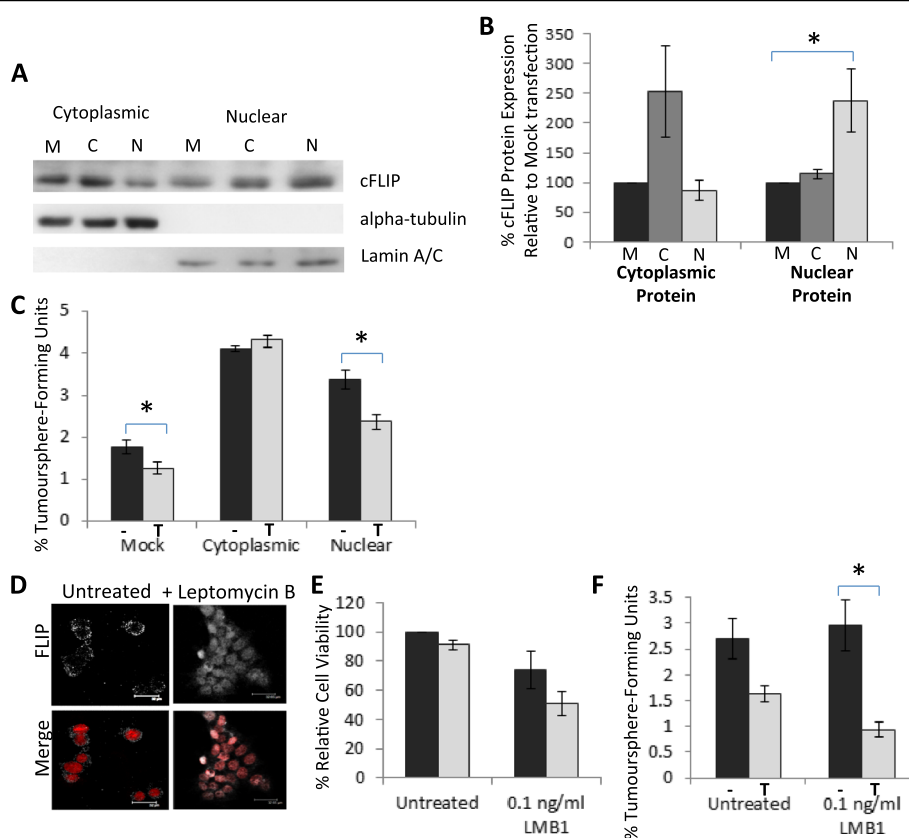 A
Cytoplasmic Nuclear
M C N M C N
cFLIP
alpha-tubulin
Lamin A/C
B
% cFLIP Protein Expression
Relative to Mock transfection
350
300
250
200
150
100
50
0
*
M C N M C N
Cytoplasmic Protein
Nuclear Protein
C
% Tumoursphere-Forming Units
5
4
3
2
1
0
*
*
- T - T - T
Mock Cytoplasmic Nuclear
D
Untreated + Leptomycin B
FLIP
Merge
E
% Relative Cell Viability
120
100
80
60
40
20
0
Untreated 0.1 ng/ml
LMB1
F
% Tumoursphere-Forming Units
3.5
3
2.5
2
1.5
1
0.5
0
*
- T - T
Untreated 0.1 ng/ml
LMB1